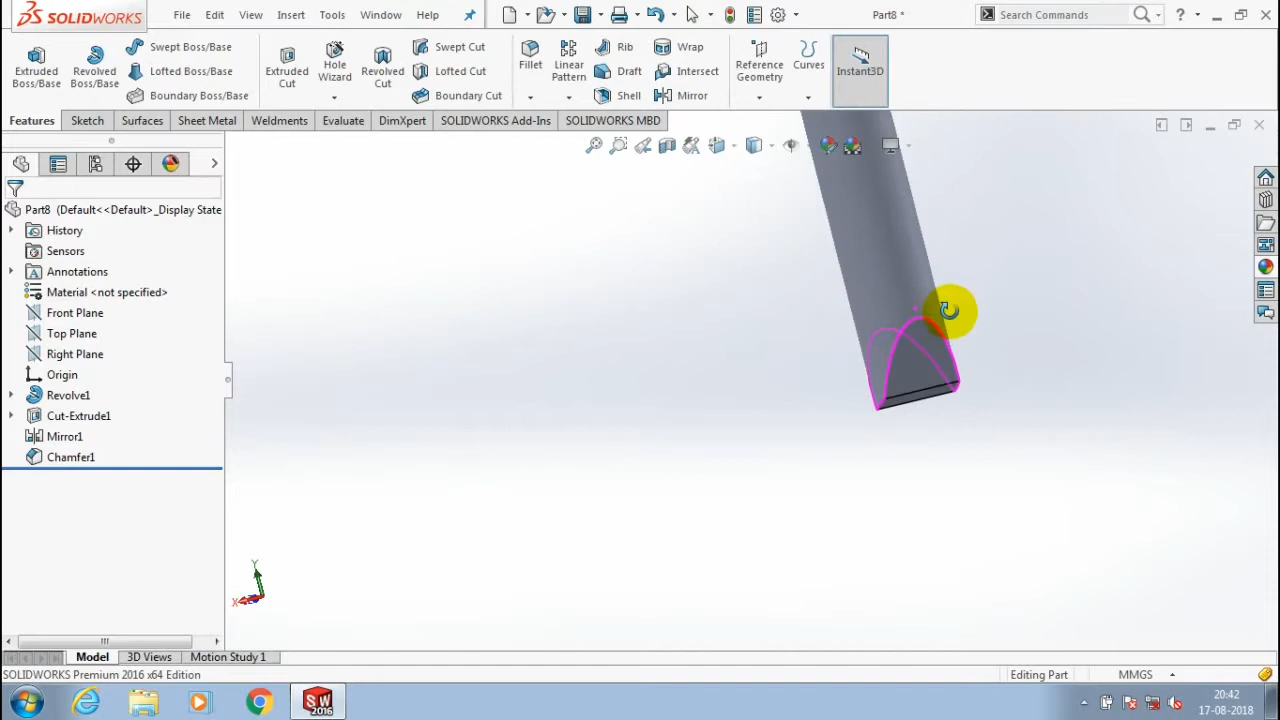 SOLIDWORKS File Edit View Insert Tools Window Help Part8 * Search Commands ?
Extruded Boss/Base
Revolved Boss/Base
Swept Boss/Base
Lofted Boss/Base
Boundary Boss/Base
Extruded Cut
Hole Wizard
Revolved Cut
Swept Cut
Lofted Cut
Boundary Cut
Fillet
Linear Pattern
Rib
Draft
Shell
Wrap
Intersect
Mirror
Reference Geometry
Curves
Instant3D
Features Sketch Surfaces Sheet Metal Weldments Evaluate DimXpert SOLIDWORKS Add-Ins SOLIDWORKS MBD
Part8 (Default<<Default>_Display State
History
Sensors
Annotations
Material <not specified>
Front Plane
Top Plane
Right Plane
Origin
Revolve1
Cut-Extrude1
Mirror1
Chamfer1
Y
X
Model 3D Views Motion Study 1
SOLIDWORKS Premium 2016 x64 Edition Editing Part MMGS
SW
2016
20:42
17-08-2018